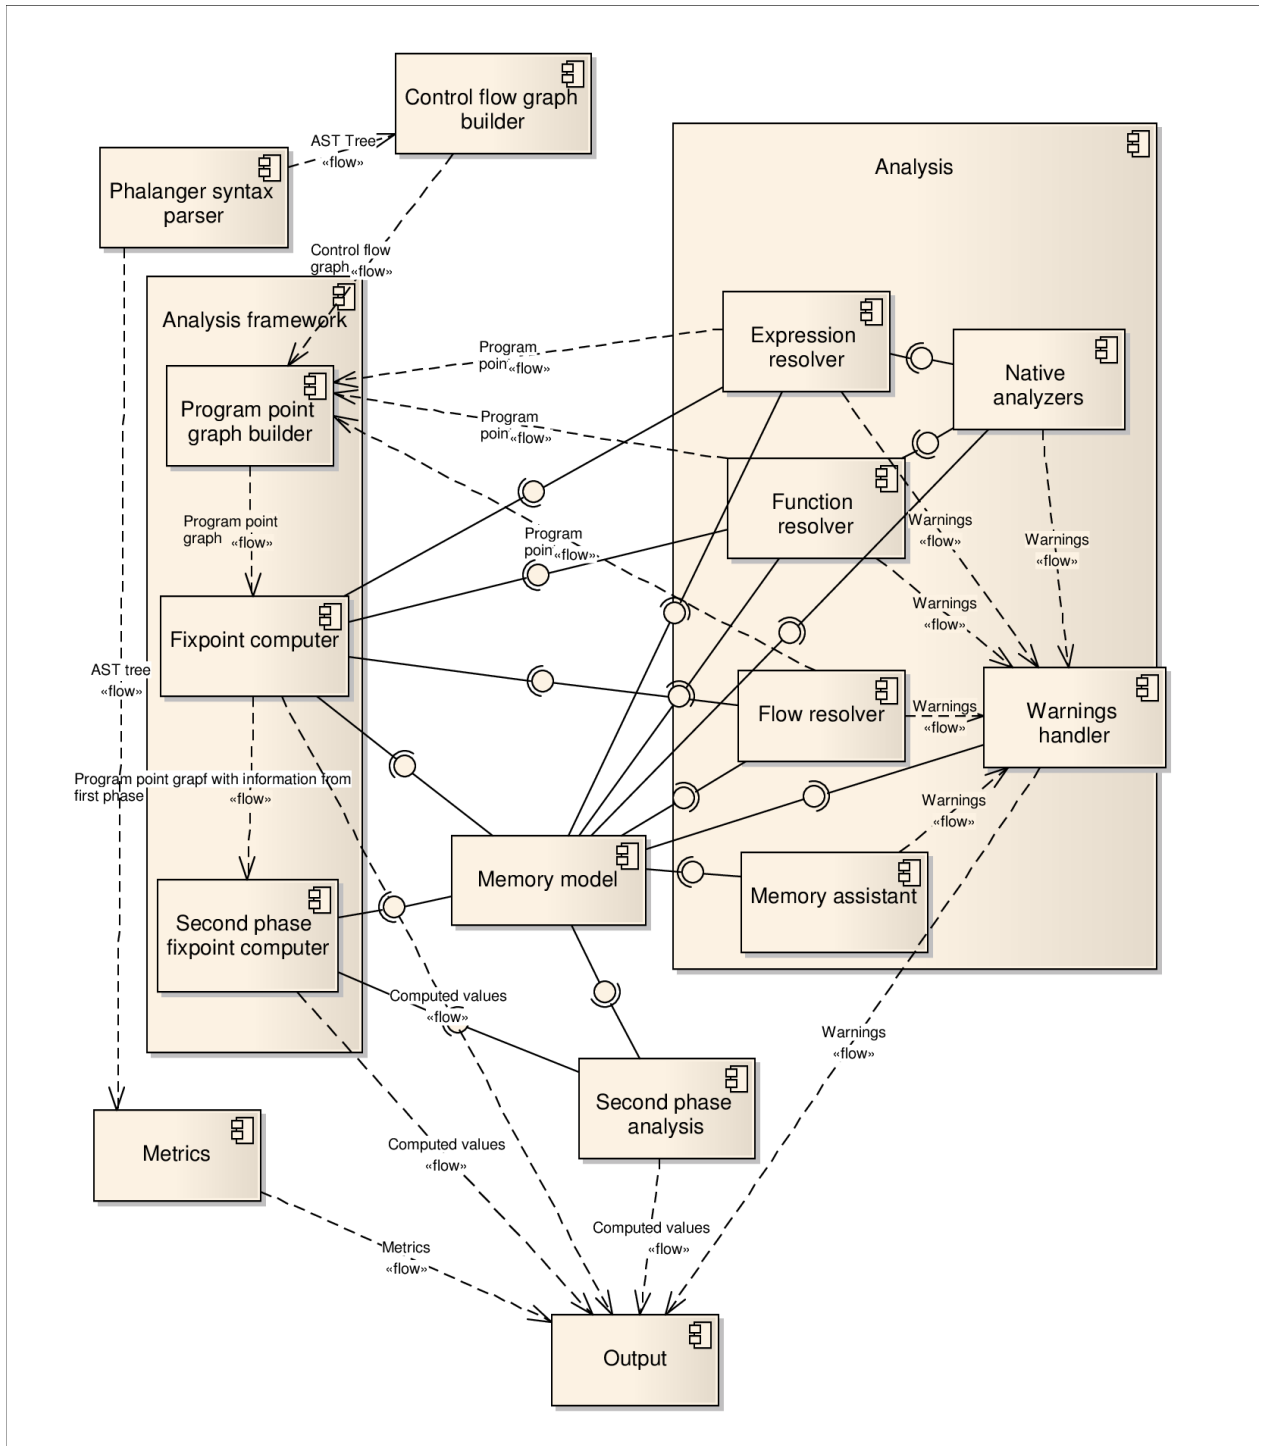 Control flow graph
builder
AST Tree
«flow»
Analysis
Phalanger syntax
parser
Control flow
graph
«flow»
Analysis framework
Expression
resolver
Program
poin
«flow»
Native
analyzers
Program point
graph builder
Program
poin
«flow»
Function
resolver
Program point
graph
«flow»
Program
poin
«flow»
Warnings
«flow»
Warnings
«flow»
Warnings
«flow»
Fixpoint computer
AST tree
«flow»
Flow resolver
Warnings
«flow»
Warnings
handler
Program point grapf with information from
first phase
«flow»
Warnings
«flow»
Memory model
Memory assistant
Second phase
fixpoint computer
Computed values
«flow»
Warnings
«flow»
Second phase
analysis
Metrics
Computed values
«flow»
Computed values
«flow»
Metrics
«flow»
Output